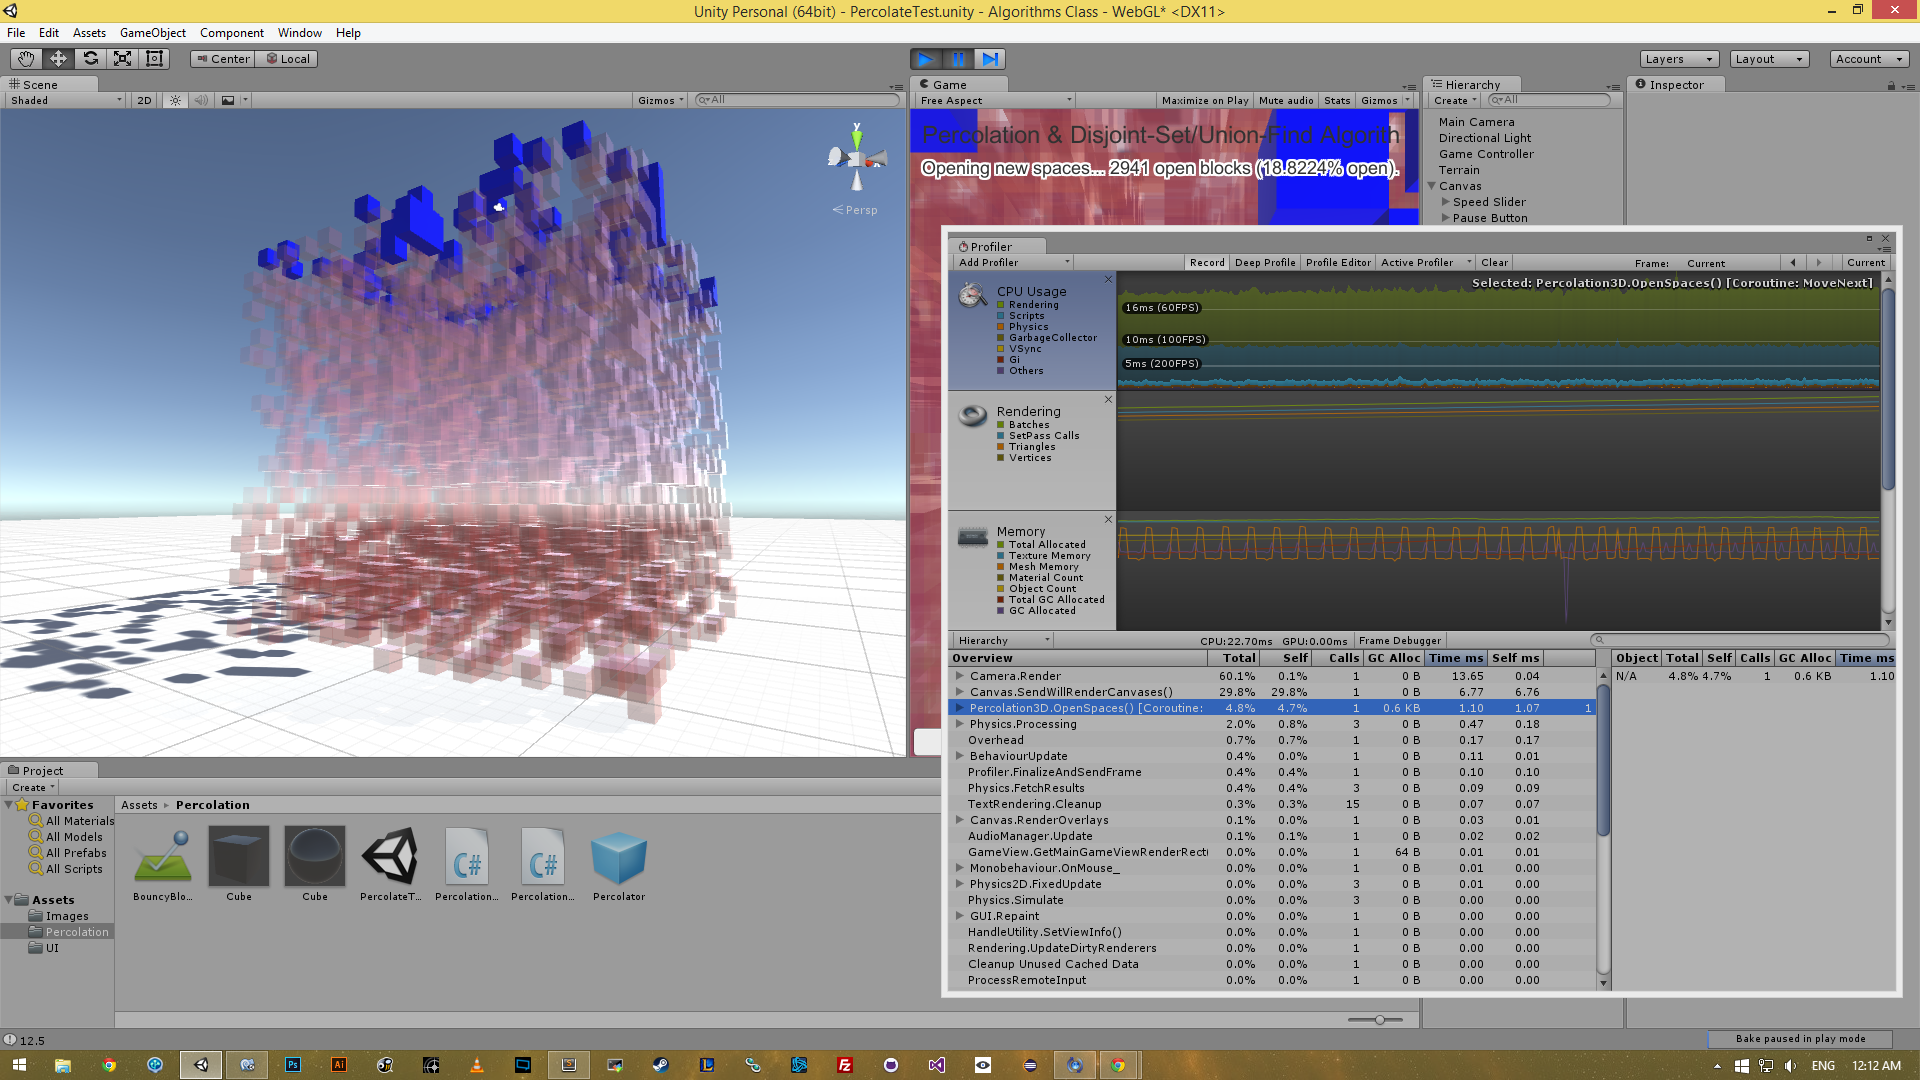 Unity Personal (64bit) - PercolateTest.unity - Algorithms Class - WebGL* <DX11>
File Edit Assets GameObject Component Window Help
Center Local
Layers Layout Account
Scene
Shaded 2D Gizmos All
y
Persp
Game
Free Aspect Maximize on Play Mute audio Stats Gizmos
Percolation & Disjoint-Set/Union-Find Algorith
Opening new spaces... 2941 open blocks (18.8224% open).
Hierarchy
Create All
Main Camera
Directional Light
Game Controller
Terrain
Canvas
Speed Slider
Pause Button
Inspector
Profiler
Add Profiler Record Deep Profile Profile Editor Active Profiler Clear Frame: Current Current
CPU Usage
Rendering
Scripts
Physics
GarbageCollector
VSync
Gi
Others
Selected: Percolation3D.OpenSpaces() [Coroutine: MoveNext]
16ms (60FPS)
10ms (100FPS)
5ms (200FPS)
Rendering
Batches
SetPass Calls
Triangles
Vertices
Memory
Total Allocated
Texture Memory
Mesh Memory
Material Count
Object Count
Total GC Allocated
GC Allocated
Hierarchy CPU:22.70ms GPU:0.00ms Frame Debugger
Overview Total Self Calls GC Alloc Time ms Self ms
Camera.Render 60.1% 0.1% 1 0 B 13.65 0.04
Canvas.SendWillRenderCanvases() 29.8% 29.8% 1 0 B 6.77 6.76
Percolation3D.OpenSpaces() [Coroutine: 4.8% 4.7% 1 0.6 KB 1.10 1.07 1
Physics.Processing 2.0% 0.8% 3 0 B 0.47 0.18
Overhead 0.7% 0.7% 1 0 B 0.17 0.17
BehaviourUpdate 0.4% 0.0% 1 0 B 0.11 0.01
Profiler.FinalizeAndSendFrame 0.4% 0.4% 1 0 B 0.10 0.10
Physics.FetchResults 0.4% 0.4% 3 0 B 0.09 0.09
TextRendering.Cleanup 0.3% 0.3% 15 0 B 0.07 0.07
Canvas.RenderOverlays 0.1% 0.0% 1 0 B 0.03 0.01
AudioManager.Update 0.1% 0.1% 1 0 B 0.02 0.02
GameView.GetMainGameViewRenderRect( 0.0% 0.0% 1 64 B 0.01 0.01
Monobehaviour.OnMouse_ 0.0% 0.0% 1 0 B 0.01 0.00
Physics2D.FixedUpdate 0.0% 0.0% 3 0 B 0.01 0.00
Physics.Simulate 0.0% 0.0% 3 0 B 0.00 0.00
GUI.Repaint 0.0% 0.0% 1 0 B 0.00 0.00
HandleUtility.SetViewInfo() 0.0% 0.0% 1 0 B 0.00 0.00
Rendering.UpdateDirtyRenderers 0.0% 0.0% 1 0 B 0.00 0.00
Cleanup Unused Cached Data 0.0% 0.0% 1 0 B 0.00 0.00
ProcessRemoteInput 0.0% 0.0% 1 0 B 0.00 0.00
Object Total Self Calls GC Alloc Time ms
N/A 4.8% 4.7% 1 0.6 KB 1.10
Project
Create
Favorites
All Materials
All Models
All Prefabs
All Scripts
Assets
Images
Percolation
UI
Assets Percolation
C# C#
BouncyBlo... Cube Cube PercolateT... Percolation... Percolation... Percolator
12.5
Bake paused in play mode
Ps Ai L Fz
ENG 12:12 AM